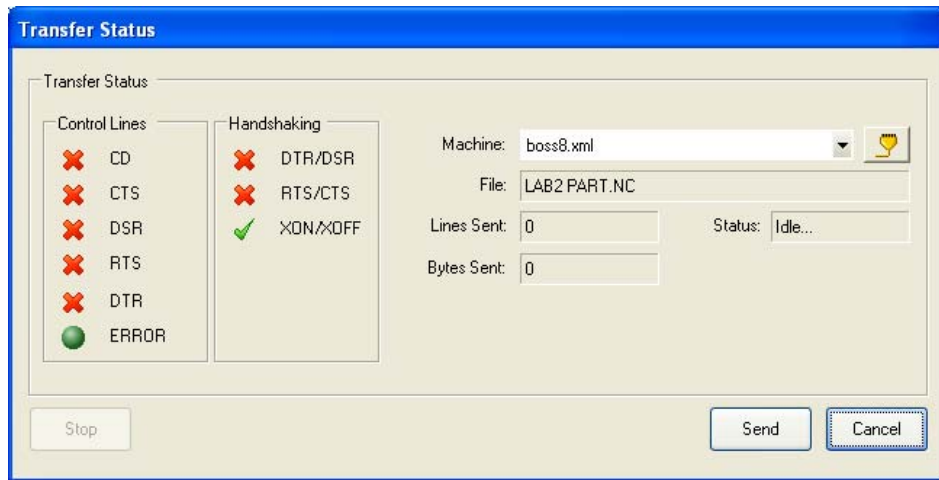 Transfer Status
Transfer Status
Control Lines
CD
CTS
DSR
RTS
DTR
ERROR
Handshaking
DTR/DSR
RTS/CTS
XON/XOFF
Machine: boss8.xml
File: LAB2 PART.NC
Lines Sent: 0 Status: Idle...
Bytes Sent: 0
Stop Send Cancel